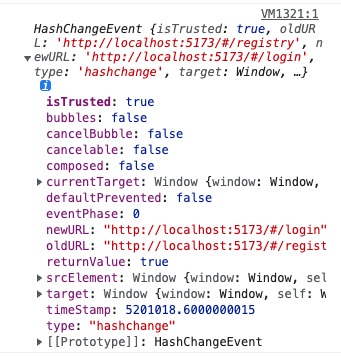 VM1321:1
HashChangeEvent {isTrusted: true, oldUR
L: 'http://localhost:5173/#/registry', n
ewURL: 'http://localhost:5173/#/login',
type: 'hashchange', target: Window, …}
i
isTrusted: true
bubbles: false
cancelBubble: false
cancelable: false
composed: false
currentTarget: Window {window: Window,
defaultPrevented: false
eventPhase: 0
newURL: "http://localhost:5173/#/login"
oldURL: "http://localhost:5173/#/regist
returnValue: true
srcElement: Window {window: Window, sel
target: Window {window: Window, self: W
timeStamp: 5201018.6000000015
type: "hashchange"
[[Prototype]]: HashChangeEvent